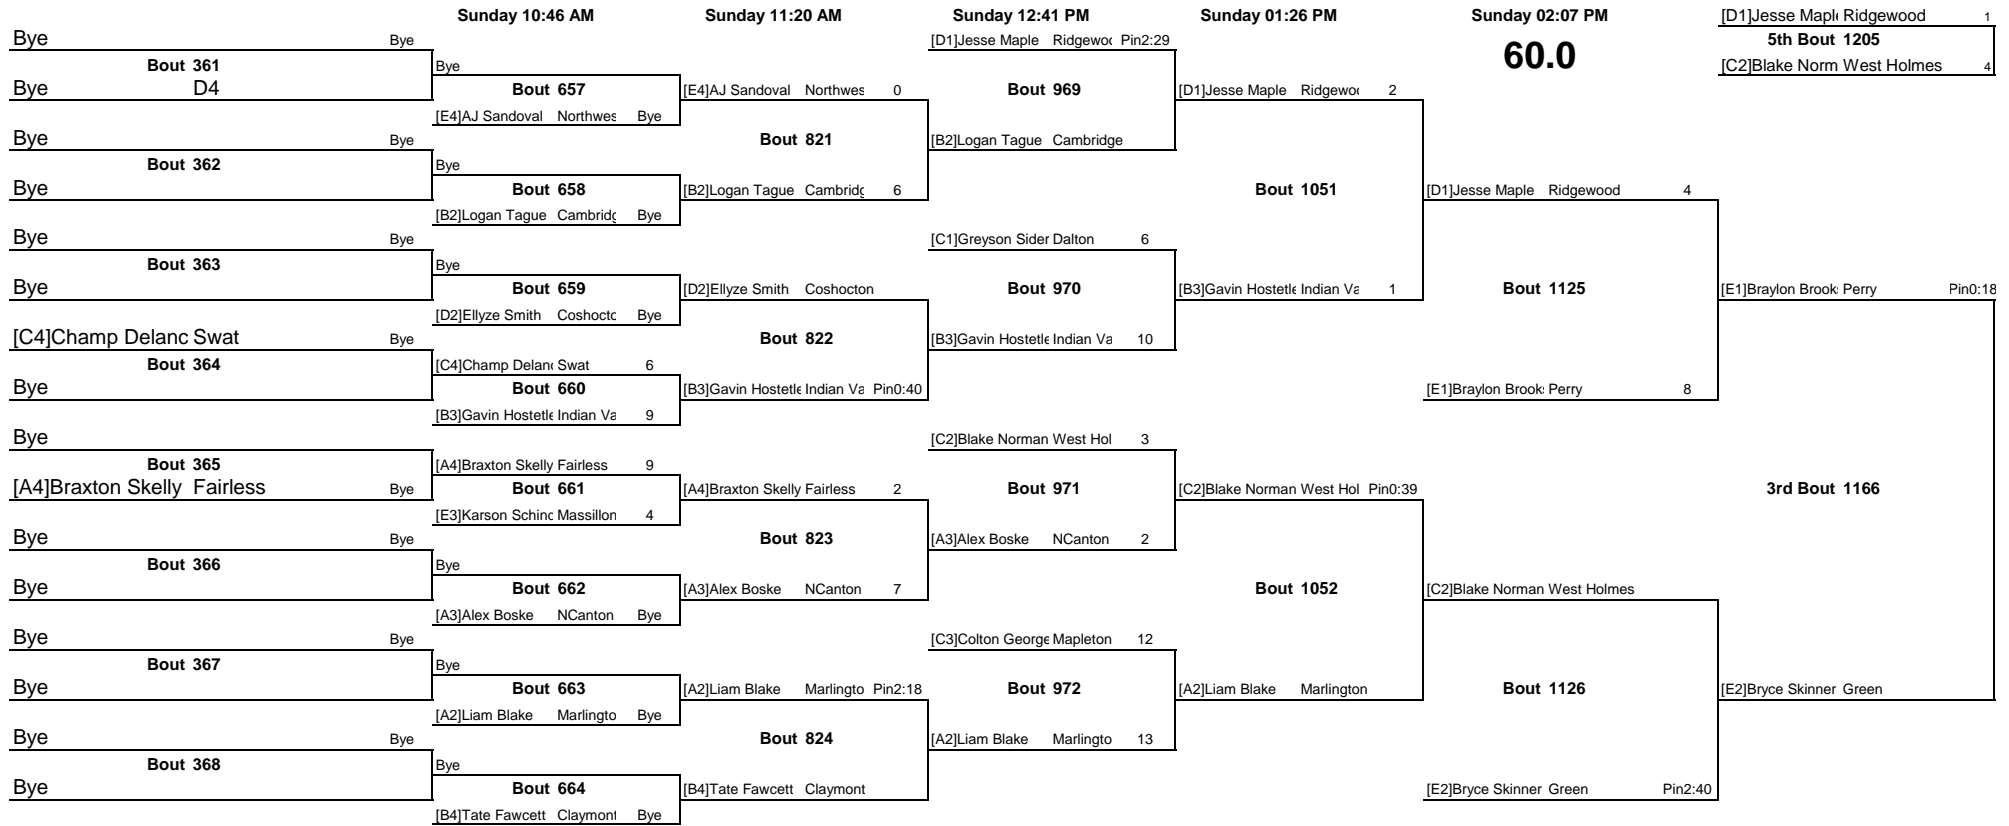 Sunday 10:46 AM Sunday 11:20 AM Sunday 12:41 PM Sunday 01:26 PM Sunday 02:07 PM [D1]Jesse Maple Ridgewood 1
Bye Bye [D1]Jesse Maple Ridgewoc Pin2:29 60.0 5th Bout 1205
Bout 361 Bye [C2]Blake Norm West Holmes 4
Bye D4 Bout 657 [E4]AJ Sandoval Northwes 0 Bout 969 [D1]Jesse Maple Ridgewoc 2
[E4]AJ Sandoval Northwes Bye
Bye Bye Bout 821 [B2]Logan Tague Cambridge
Bout 362 Bye
Bye Bout 658 [B2]Logan Tague Cambridg 6 Bout 1051 [D1]Jesse Maple Ridgewood 4
[B2]Logan Tague Cambridg Bye
Bye Bye [C1]Greyson Sider Dalton 6
Bout 363 Bye
Bye Bout 659 [D2]Ellyze Smith Coshocton Bout 970 [B3]Gavin Hostetle Indian Va 1 Bout 1125 [E1]Braylon Brook Perry Pin0:18
[D2]Ellyze Smith Coshoctc Bye
[C4]Champ Delanc Swat Bye Bout 822 [B3]Gavin Hostetle Indian Va 10
Bout 364 [C4]Champ Delanc Swat 6
Bye Bout 660 [B3]Gavin Hostetle Indian Va Pin0:40 [E1]Braylon Brook Perry 8
[B3]Gavin Hostetle Indian Va 9
Bye [C2]Blake Norman West Hol 3
Bout 365 [A4]Braxton Skelly Fairless 9
[A4]Braxton Skelly Fairless Bye Bout 661 [A4]Braxton Skelly Fairless 2 Bout 971 [C2]Blake Norman West Hol Pin0:39 3rd Bout 1166
[E3]Karson Schinc Massillon 4
Bye Bye Bout 823 [A3]Alex Boske NCanton 2
Bout 366 Bye
Bye Bout 662 [A3]Alex Boske NCanton 7 Bout 1052 [C2]Blake Norman West Holmes
[A3]Alex Boske NCanton Bye
Bye Bye [C3]Colton George Mapleton 12
Bout 367 Bye
Bye Bout 663 [A2]Liam Blake Marlingto Pin2:18 Bout 972 [A2]Liam Blake Marlington Bout 1126 [E2]Bryce Skinner Green
[A2]Liam Blake Marlingto Bye
Bye Bye Bout 824 [A2]Liam Blake Marlingto 13
Bout 368 Bye
Bye Bout 664 [B4]Tate Fawcett Claymont [E2]Bryce Skinner Green Pin2:40
[B4]Tate Fawcett Claymont Bye